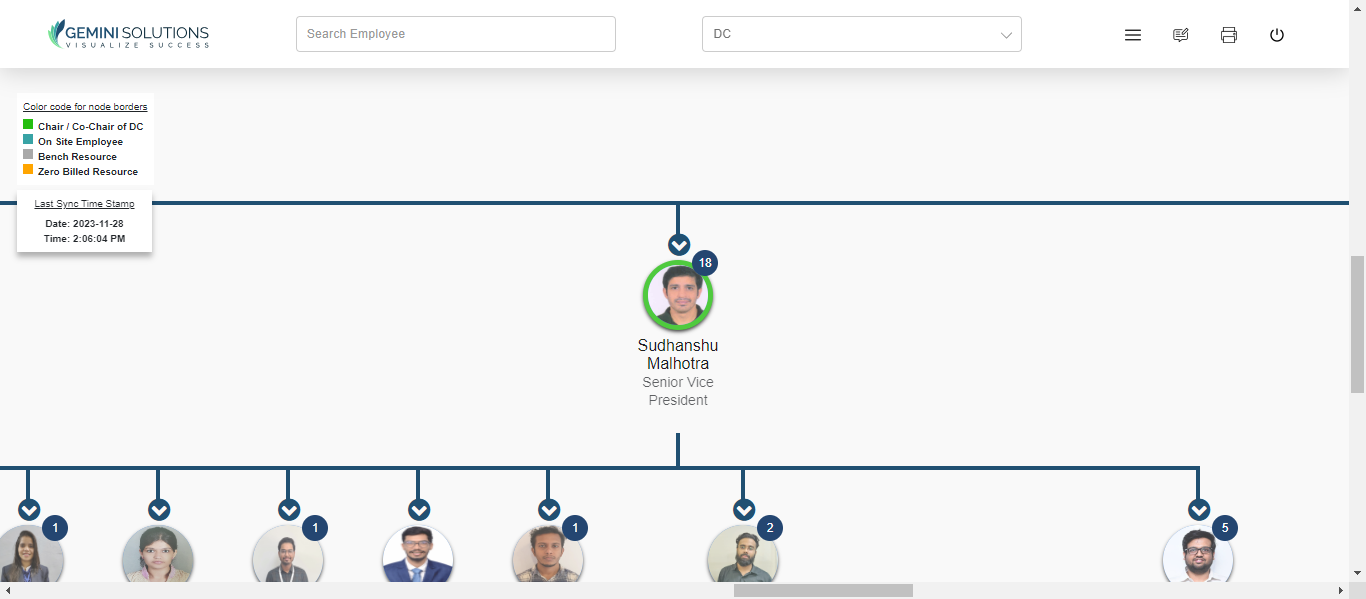 GEMINI SOLUTIONS
VISUALIZE SUCCESS
Search Employee
DC
Color code for node borders
Chair / Co-Chair of DC
On Site Employee
Bench Resource
Zero Billed Resource
Last Sync Time Stamp
Date: 2023-11-28
Time: 2:06:04 PM
18
Sudhanshu
Malhotra
Senior Vice
President
1
1
1
2
5